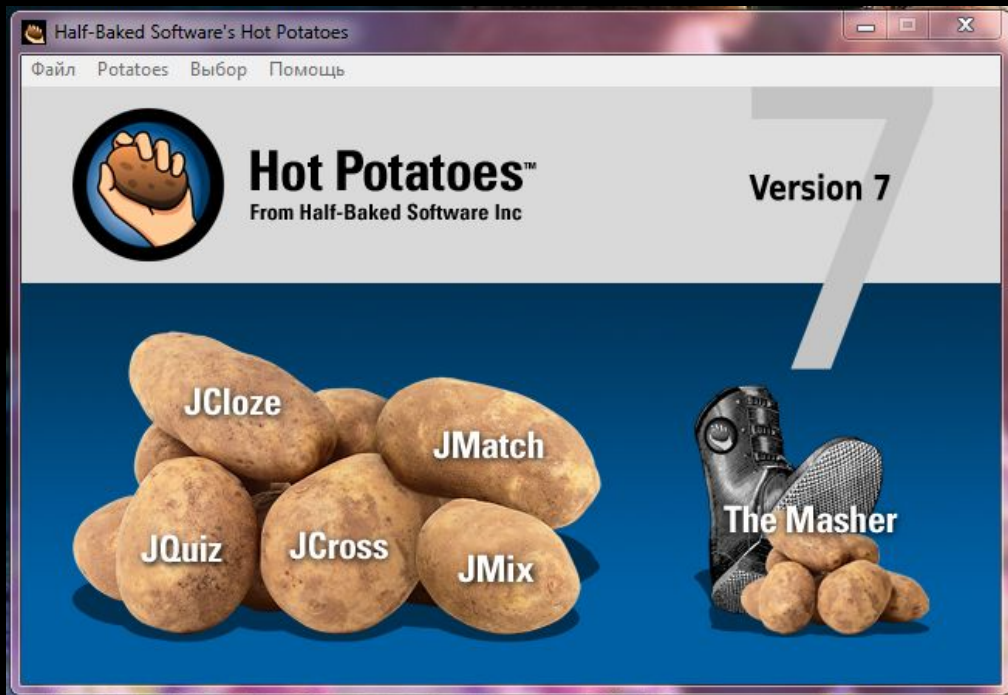 Half-Baked Software's Hot Potatoes
Файл Potatoes Выбор Помощь
7
Hot Potatoes™
From Half-Baked Software Inc
Version 7
JCloze
JMatch
JQuiz
JCross
JMix
The Masher